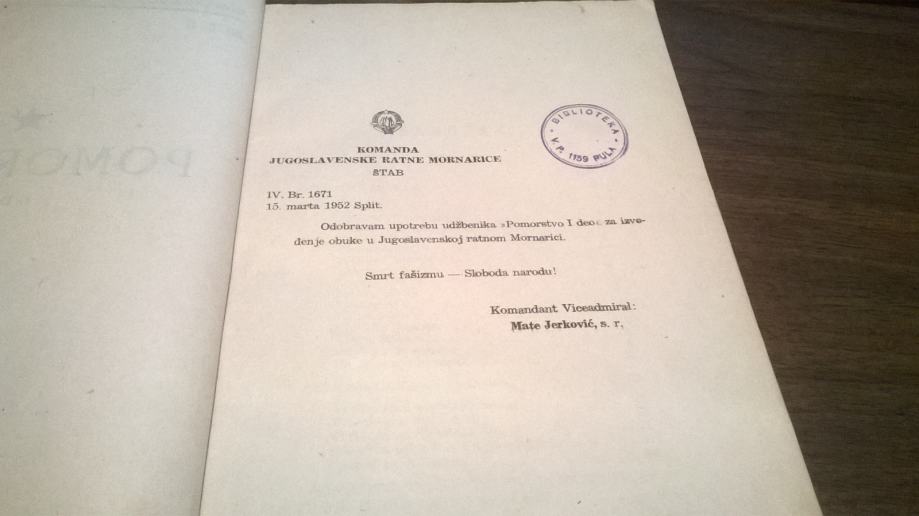 KOMANDA
JUGOSLAVENSKE RATNE MORNARICE
ŠTAB
BIBLIOTEKA
V. P. 1159 PULA
IV. Br. 1671
15. marta 1952 Split.
Odobravam upotrebu udžbenika »Pomorstvo I deo« za izve-
đenje obuke u Jugoslavenskoj ratnom Mornarici.
Smrt fašizmu — Sloboda narodu!
Komandant Viceadmiral:
Mate Jerković, s. r.